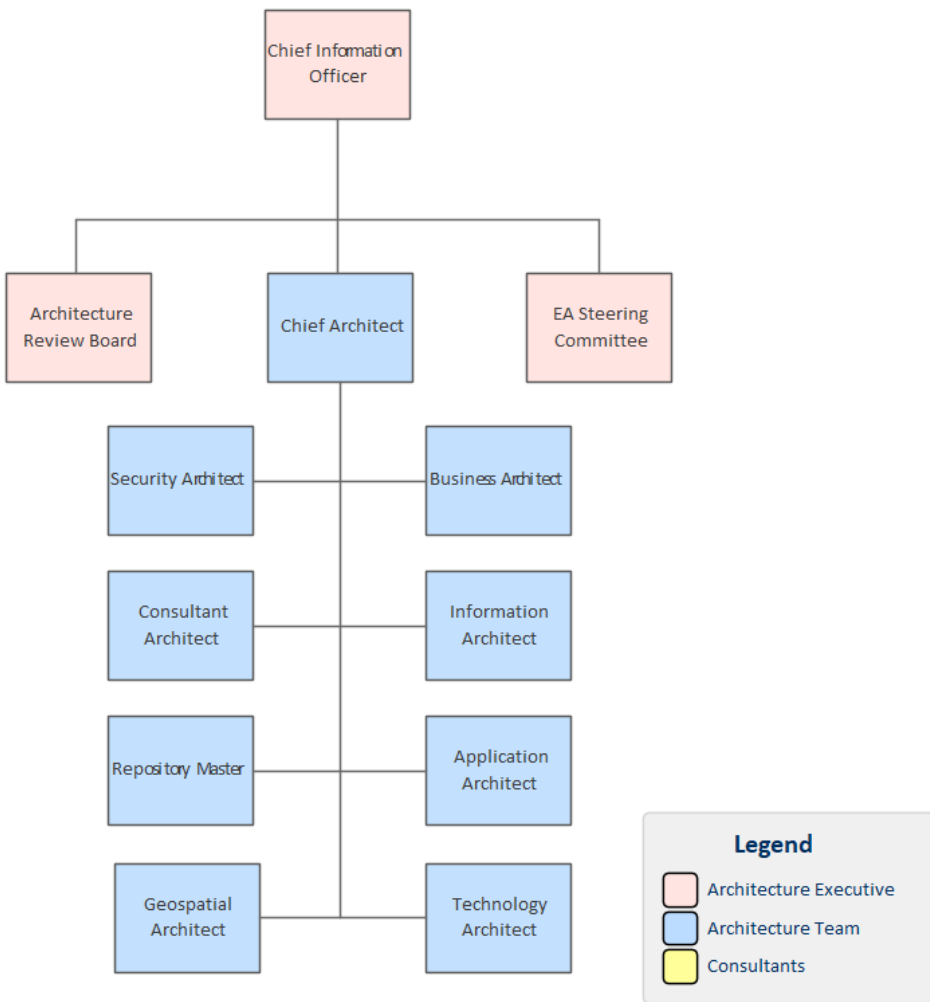 Chief Information
Officer
Architecture
Review Board
Chief Architect
EA Steering
Committee
Security Architect
Business Architect
Consultant
Architect
Information
Architect
Repository Master
Application
Architect
Geospatial
Architect
Technology
Architect
Legend
Architecture Executive
Architecture Team
Consultants